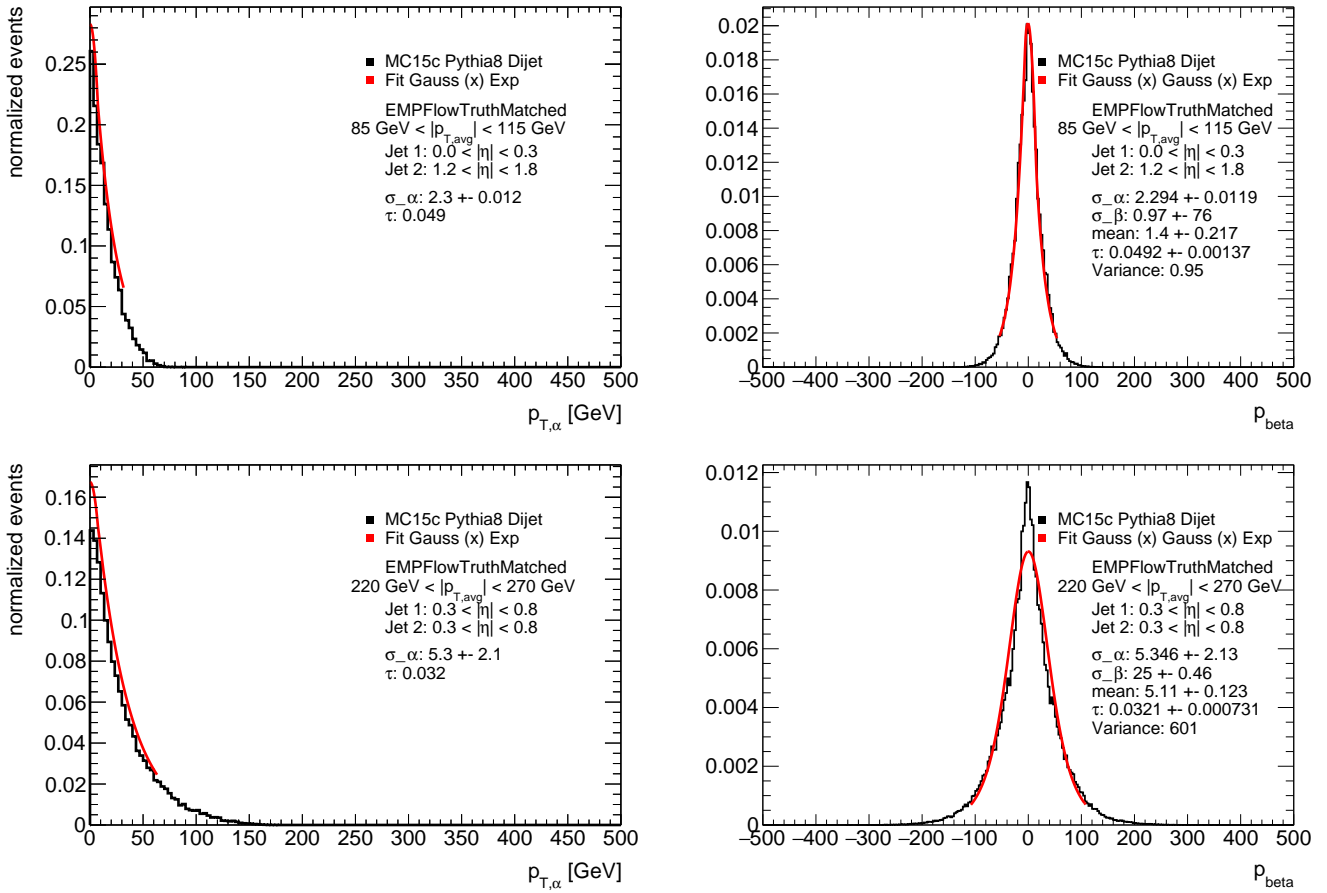 normalized events
0.25
0.2
0.15
0.1
0.05
0
0 50 100 150 200 250 300 350 400 450 500
p_{T,α} [GeV]
MC15c Pythia8 Dijet
Fit Gauss (x) Exp
EMPFlowTruthMatched
85 GeV < |p_{T,avg}| < 115 GeV
Jet 1: 0.0 < |η| < 0.3
Jet 2: 1.2 < |η| < 1.8
σ_α: 2.3 +- 0.012
τ: 0.049
0.02
0.018
0.016
0.014
0.012
0.01
0.008
0.006
0.004
0.002
0
−500 −400 −300 −200 −100 0 100 200 300 400 500
p_{beta}
MC15c Pythia8 Dijet
Fit Gauss (x) Gauss (x) Exp
EMPFlowTruthMatched
85 GeV < |p_{T,avg}| < 115 GeV
Jet 1: 0.0 < |η| < 0.3
Jet 2: 1.2 < |η| < 1.8
σ_α: 2.294 +- 0.0119
σ_β: 0.97 +- 76
mean: 1.4 +- 0.217
τ: 0.0492 +- 0.00137
Variance: 0.95
normalized events
0.16
0.14
0.12
0.1
0.08
0.06
0.04
0.02
0
0 50 100 150 200 250 300 350 400 450 500
p_{T,α} [GeV]
MC15c Pythia8 Dijet
Fit Gauss (x) Exp
EMPFlowTruthMatched
220 GeV < |p_{T,avg}| < 270 GeV
Jet 1: 0.3 < |η| < 0.8
Jet 2: 0.3 < |η| < 0.8
σ_α: 5.3 +- 2.1
τ: 0.032
0.012
0.01
0.008
0.006
0.004
0.002
0
−500 −400 −300 −200 −100 0 100 200 300 400 500
p_{beta}
MC15c Pythia8 Dijet
Fit Gauss (x) Gauss (x) Exp
EMPFlowTruthMatched
220 GeV < |p_{T,avg}| < 270 GeV
Jet 1: 0.3 < |η| < 0.8
Jet 2: 0.3 < |η| < 0.8
σ_α: 5.346 +- 2.13
σ_β: 25 +- 0.46
mean: 5.11 +- 0.123
τ: 0.0321 +- 0.000731
Variance: 601